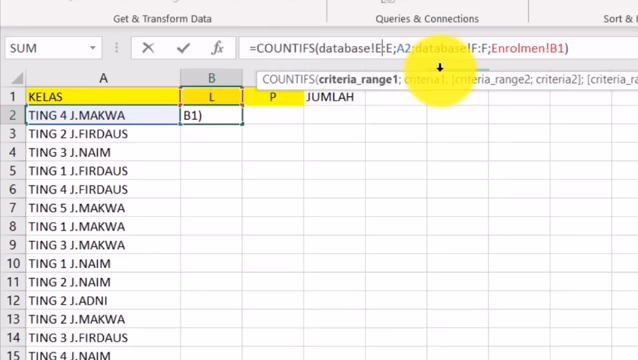 Get & Transform Data
Queries & Connections
Sort &
SUM
=COUNTIFS(database!E:E;A2;database!F:F;Enrolmen!B1)
COUNTIFS(criteria_range1; criteria1; [criteria_range2; criteria2]; [criteria_ra
A B
1 KELAS L P JUMLAH
2 TING 4 J.MAKWA B1)
3 TING 2 J.FIRDAUS
4 TING 3 J.NAIM
5 TING 1 J.FIRDAUS
6 TING 4 J.FIRDAUS
7 TING 5 J.MAKWA
8 TING 1 J.MAKWA
9 TING 3 J.MAKWA
10 TING 1 J.NAIM
11 TING 2 J.NAIM
12 TING 2 J.ADNI
13 TING 2 J.MAKWA
14 TING 3 J.FIRDAUS
15 TING 4 J.NAIM